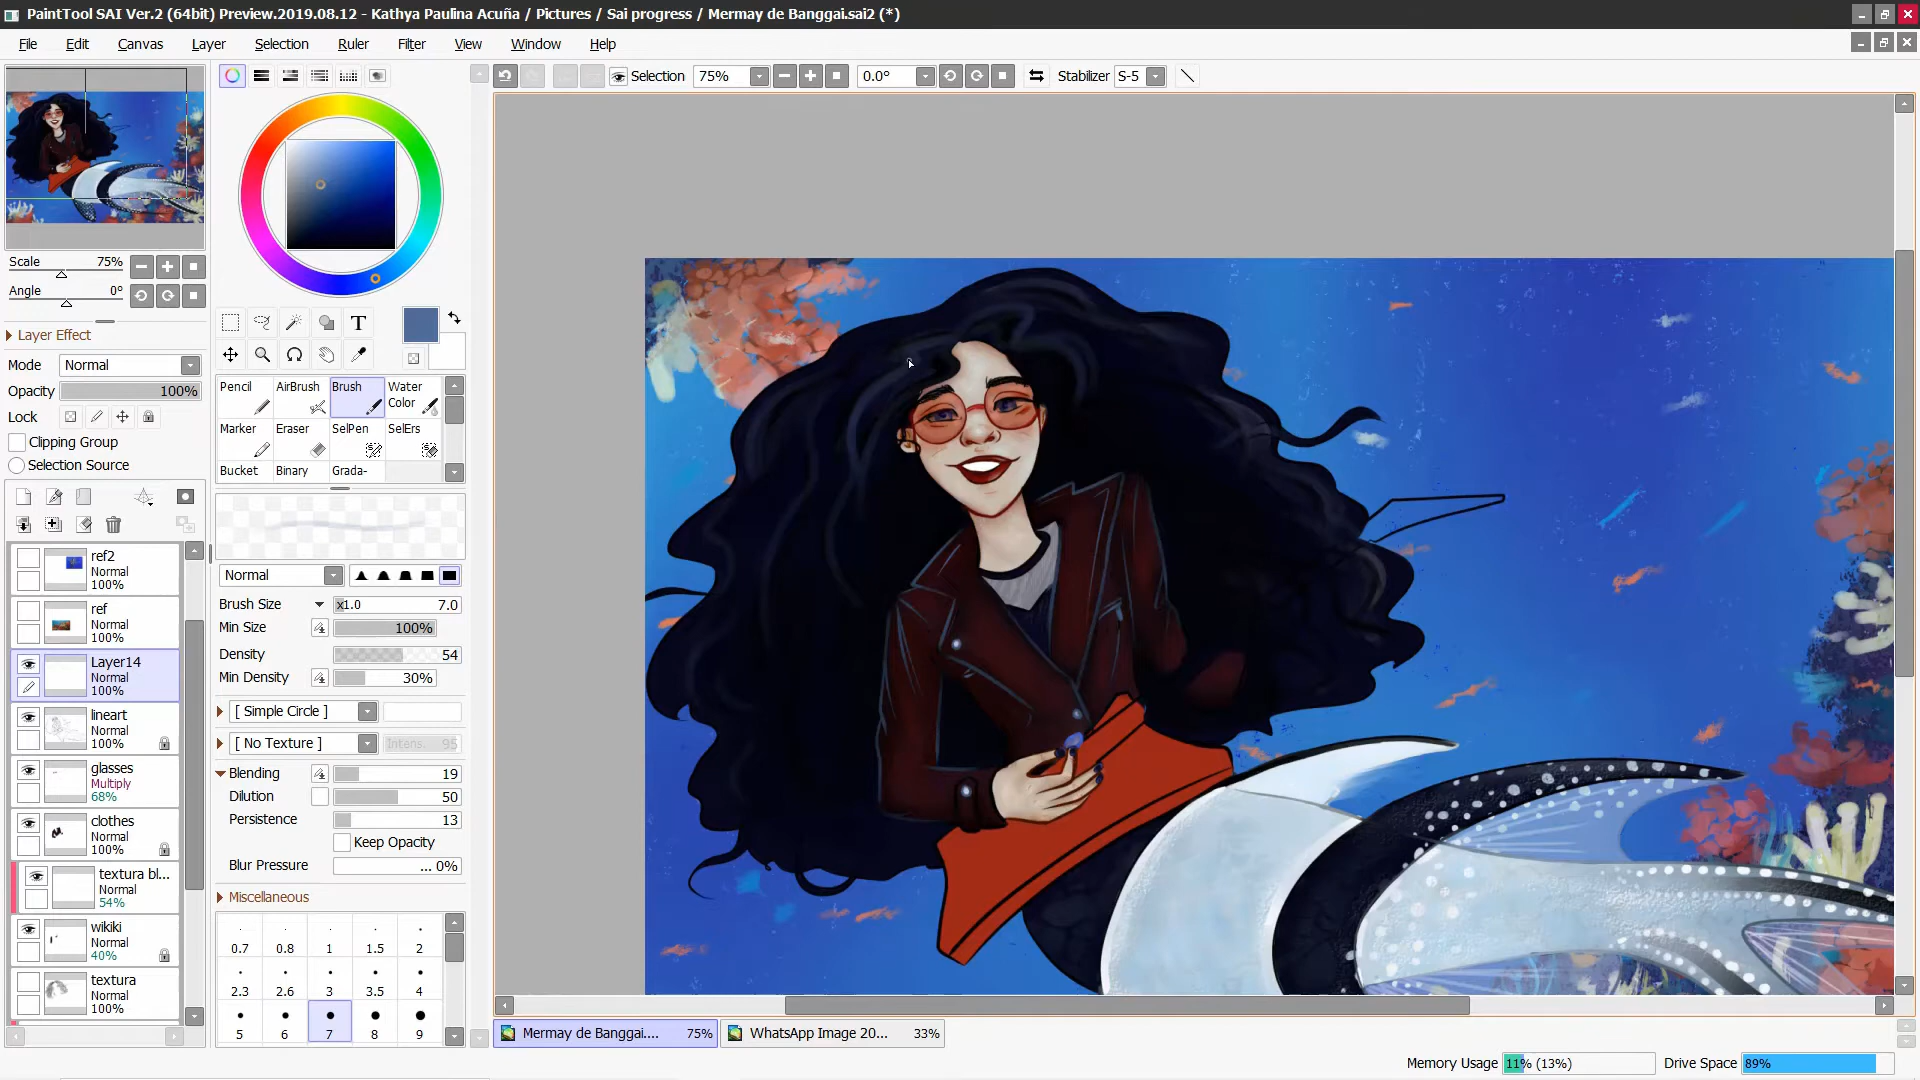 PaintTool SAI Ver.2 (64bit) Preview.2019.08.12 - Kathya Paulina Acuña / Pictures / Sai progress / Mermay de Banggai.sai2 (*)
File Edit Canvas Layer Selection Ruler Filter View Window Help
Selection 75% 0.0° Stabilizer S-5
Scale 75%
Angle 0°
Layer Effect
Mode Normal
Opacity 100%
Lock
Clipping Group
Selection Source
ref2
Normal
100%
ref
Normal
100%
Layer14
Normal
100%
lineart
Normal
100%
glasses
Multiply
68%
clothes
Normal
100%
textura bl...
Normal
54%
wikiki
Normal
40%
textura
Normal
100%
T
Pencil AirBrush Brush Water Color
Marker Eraser SelPen SelErs
Bucket Binary Grada-
Normal
Brush Size x1.0 7.0
Min Size 100%
Density 54
Min Density 30%
[ Simple Circle ]
[ No Texture ] Intens. 95
Blending 19
Dilution 50
Persistence 13
Keep Opacity
Blur Pressure ... 0%
Miscellaneous
0.7 0.8 1 1.5 2
2.3 2.6 3 3.5 4
5 6 7 8 9
Mermay de Banggai.... 75% WhatsApp Image 20... 33%
Memory Usage 11% (13%) Drive Space 89%